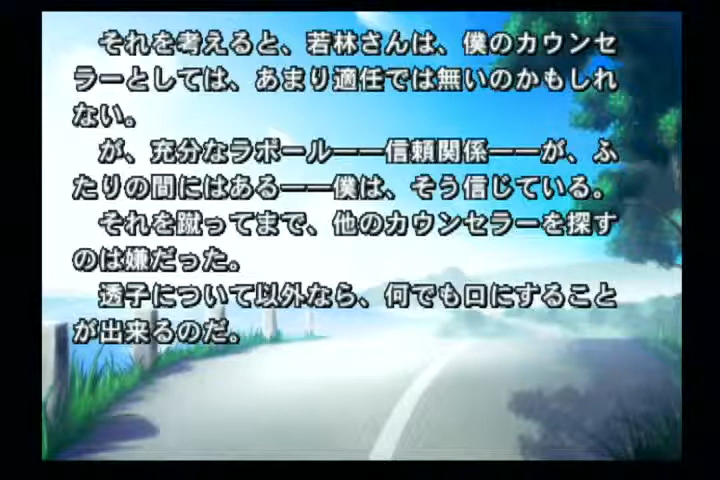 それを考えると、若林さんは、僕のカウンセ
ラーとしては、あまり適任では無いのかもしれ
ない。
が、充分なラポール――信頼関係――が、ふ
たりの間にはある――僕は、そう信じている。
それを蹴ってまで、他のカウンセラーを探す
のは嫌だった。
透子について以外なら、何でも口にすること
が出来るのだ。